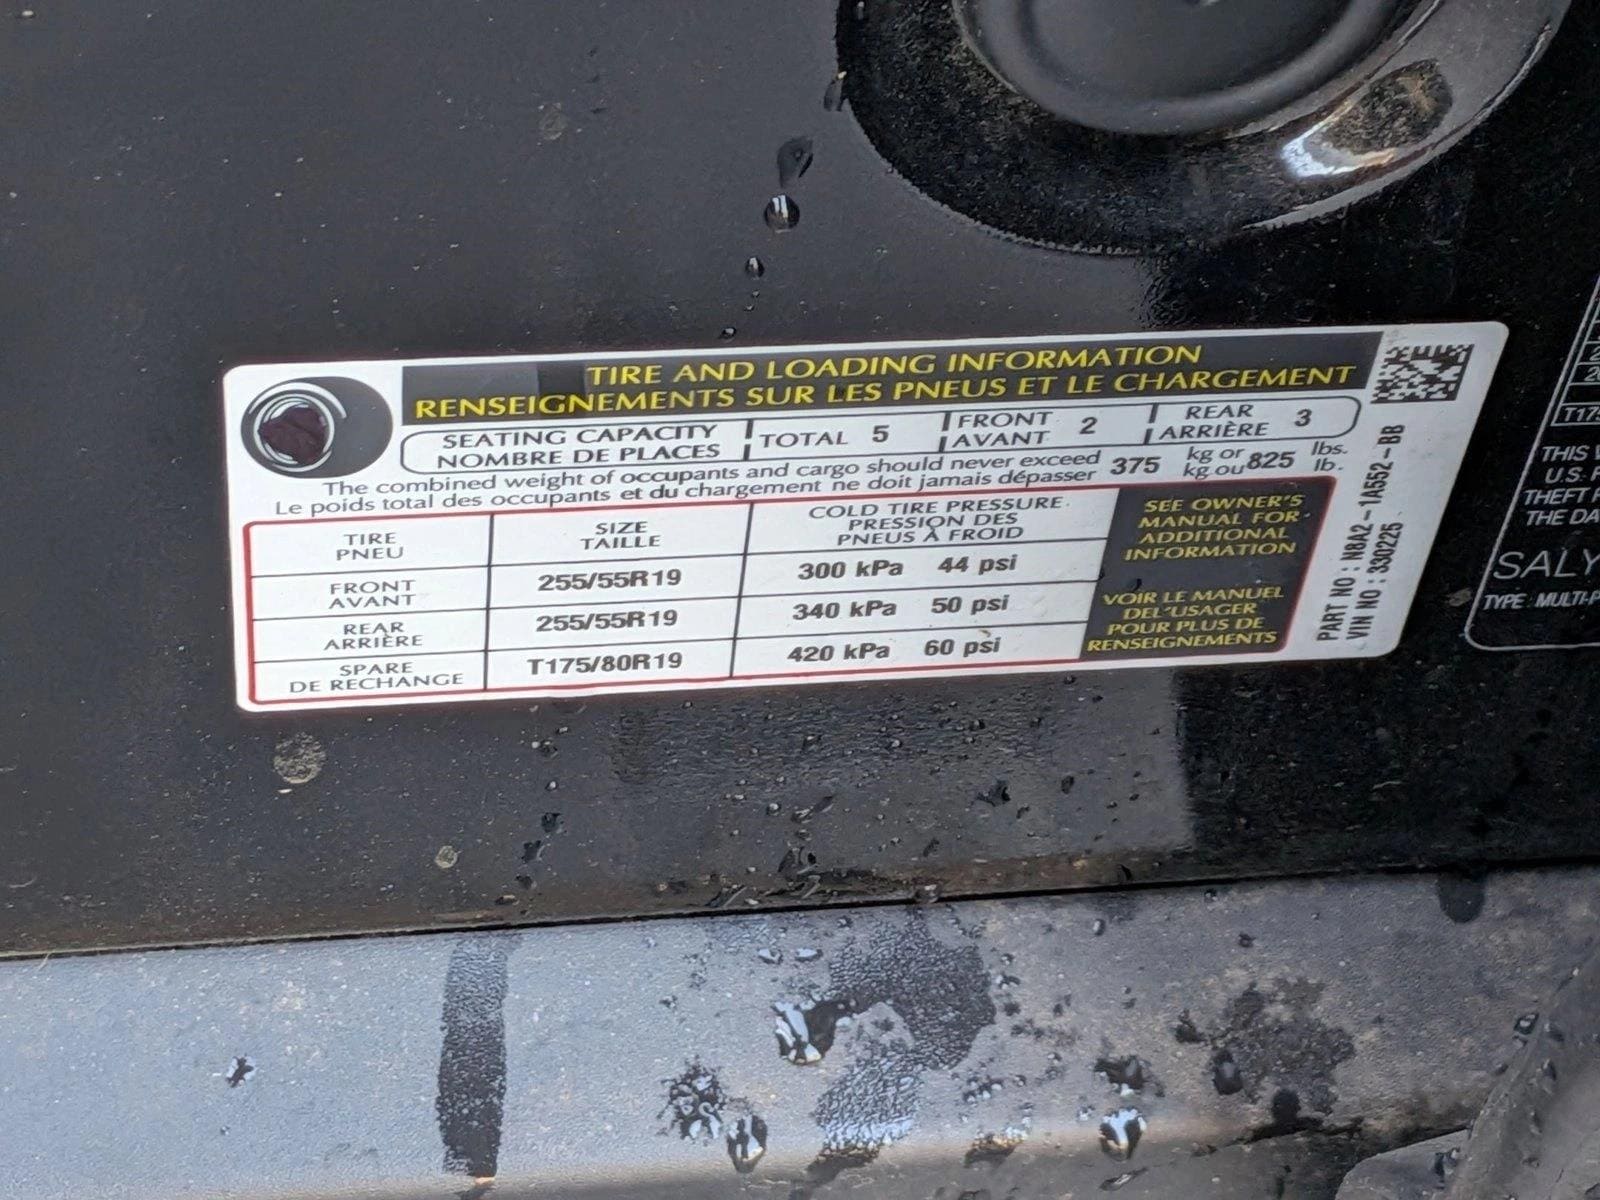 TIRE AND LOADING INFORMATION
RENSEIGNEMENTS SUR LES PNEUS ET LE CHARGEMENT
SEATING CAPACITY
NOMBRE DE PLACES
TOTAL 5
FRONT
AVANT
2
REAR
ARRIÈRE
3
The combined weight of occupants and cargo should never exceed 375 kg or 825 lbs.
Le poids total des occupants et du chargement ne doit jamais dépasser kg ou lb.
TIRE
PNEU
SIZE
TAILLE
COLD TIRE PRESSURE
PRESSION DES
PNEUS À FROID
FRONT
AVANT
255/55R19
300 kPa 44 psi
REAR
ARRIÈRE
255/55R19
340 kPa 50 psi
SPARE
DE RECHANGE
T175/80R19
420 kPa 60 psi
SEE OWNER'S
MANUAL FOR
ADDITIONAL
INFORMATION
VOIR LE MANUEL
DEL'USAGER
POUR PLUS DE
RENSEIGNEMENTS
PART NO : N8A2-1A552-BB
VIN NO : 330225
T175
THIS
U.S.
THEFT
THE DA
SALY
TYPE MULTI-P